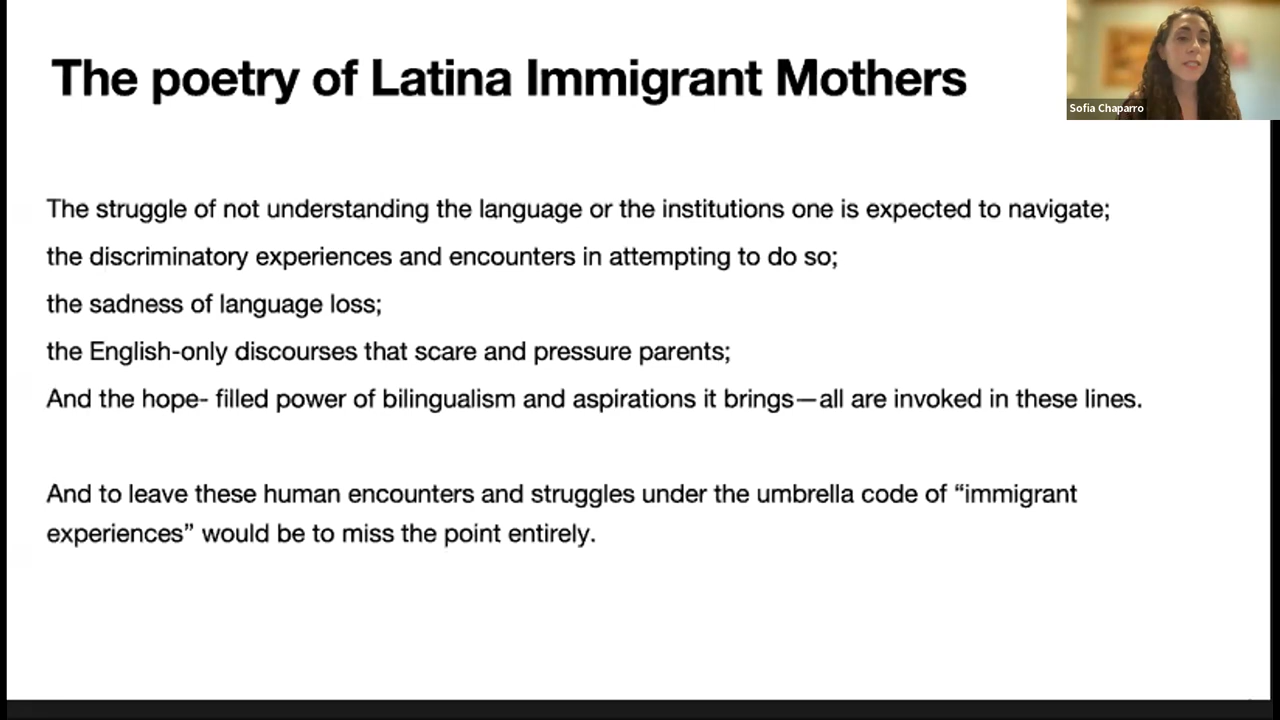 The poetry of Latina Immigrant Mothers
Sofia Chaparro
The struggle of not understanding the language or the institutions one is expected to navigate;
the discriminatory experiences and encounters in attempting to do so;
the sadness of language loss;
the English-only discourses that scare and pressure parents;
And the hope- filled power of bilingualism and aspirations it brings—all are invoked in these lines.
And to leave these human encounters and struggles under the umbrella code of “immigrant
experiences” would be to miss the point entirely.